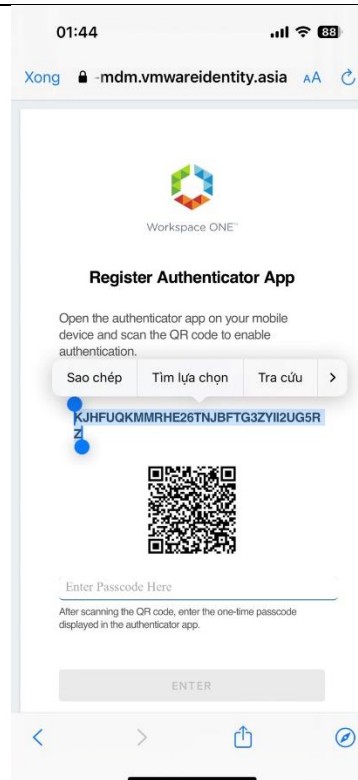 01:44
88
Xong
-mdm.vmwareidentity.asia
AA
Workspace ONE™
Register Authenticator App
Open the authenticator app on your mobile
device and scan the QR code to enable
authentication.
Sao chép
Tìm lựa chọn
Tra cứu
KJHFUQKMMRHE26TNJBFTG3ZYII2UG5R
Z
Enter Passcode Here
After scanning the QR code, enter the one-time passcode
displayed in the authenticator app.
ENTER